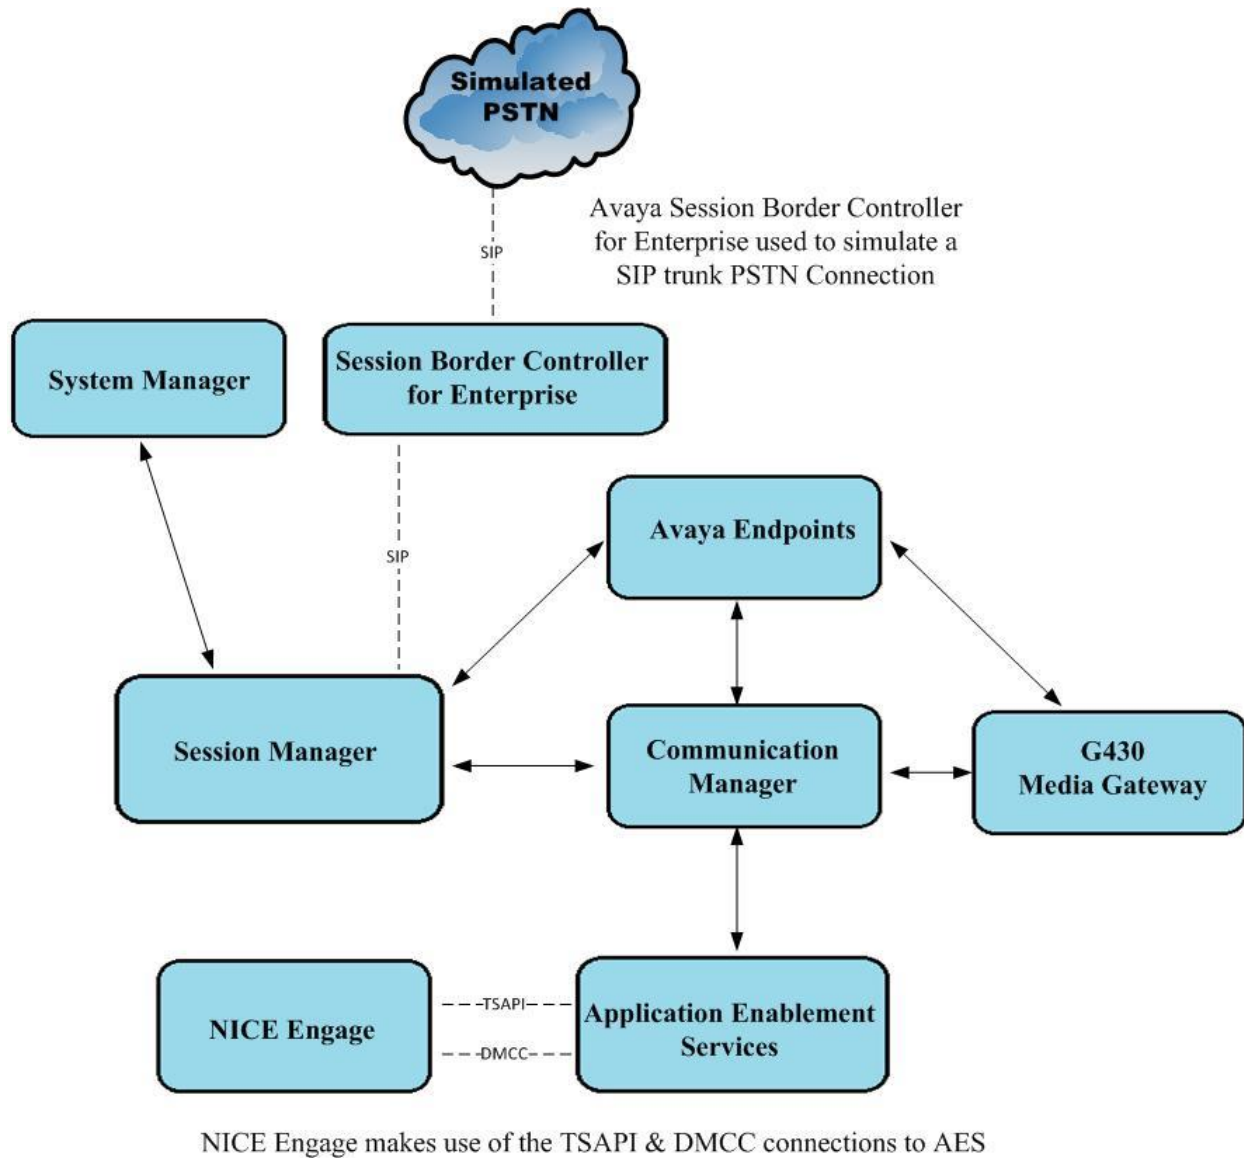 Simulated
PSTN
SIP
Avaya Session Border Controller
for Enterprise used to simulate a
SIP trunk PSTN Connection
System Manager
Session Border Controller
for Enterprise
SIP
Avaya Endpoints
Session Manager
Communication
Manager
G430
Media Gateway
NICE Engage
TSAPI
DMCC
Application Enablement
Services
NICE Engage makes use of the TSAPI & DMCC connections to AES